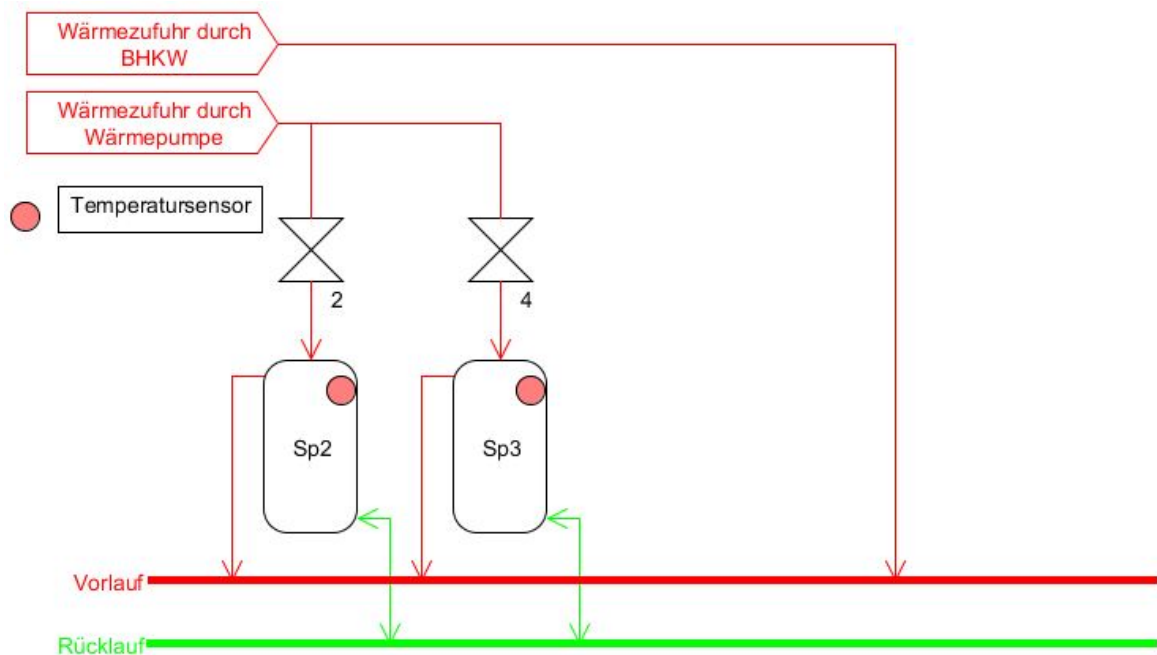 Wärmezufuhr durch
BHKW
Wärmezufuhr durch
Wärmepumpe
Temperatursensor
2
4
Sp2
Sp3
Vorlauf
Rücklauf